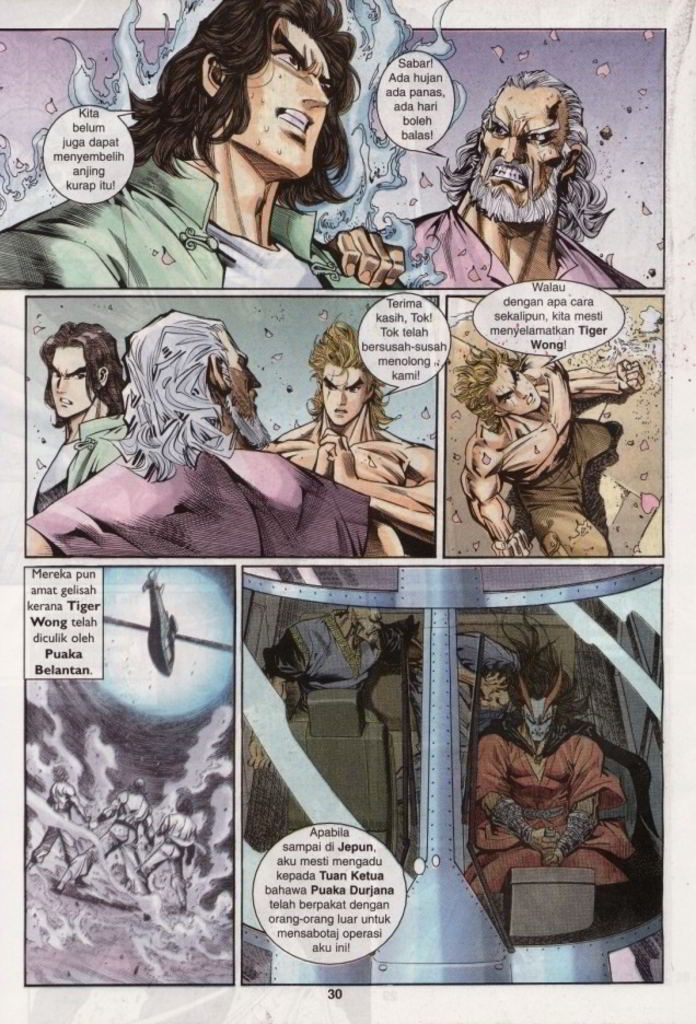 Kita
belum
juga dapat
menyembelih
anjing
kurap itu!
Sabar!
Ada hujan
ada panas,
ada hari
boleh
balas!
Terima
kasih, Tok!
Tok telah
bersusah-susah
menolong
kami!
Walau
dengan apa cara
sekalipun, kita mesti
menyelamatkan Tiger
Wong!
Mereka pun
amat gelisah
kerana Tiger
Wong telah
diculik oleh
Puaka
Belantan.
Apabila
sampai di Jepun,
aku mesti mengadu
kepada Tuan Ketua
bahawa Puaka Durjana
telah berpakat dengan
orang-orang luar untuk
mensabotaj operasi
aku ini!
30